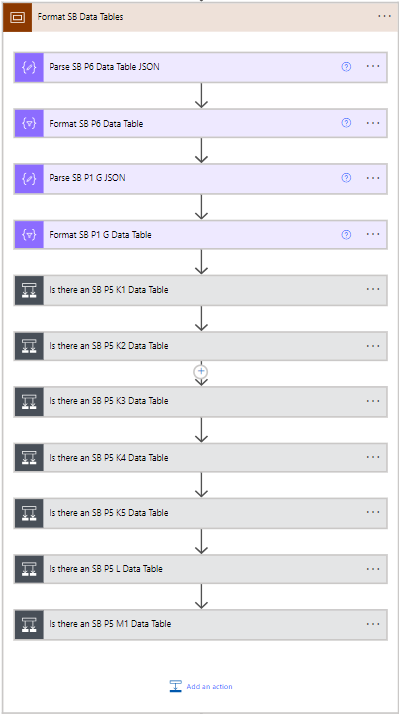 Format SB Data Tables
Parse SB P6 Data Table JSON
Format SB P6 Data Table
Parse SB P1 G JSON
Format SB P1 G Data Table
Is there an SB P5 K1 Data Table
Is there an SB P5 K2 Data Table
Is there an SB P5 K3 Data Table
Is there an SB P5 K4 Data Table
Is there an SB P5 K5 Data Table
Is there an SB P5 L Data Table
Is there an SB P5 M1 Data Table
Add an action